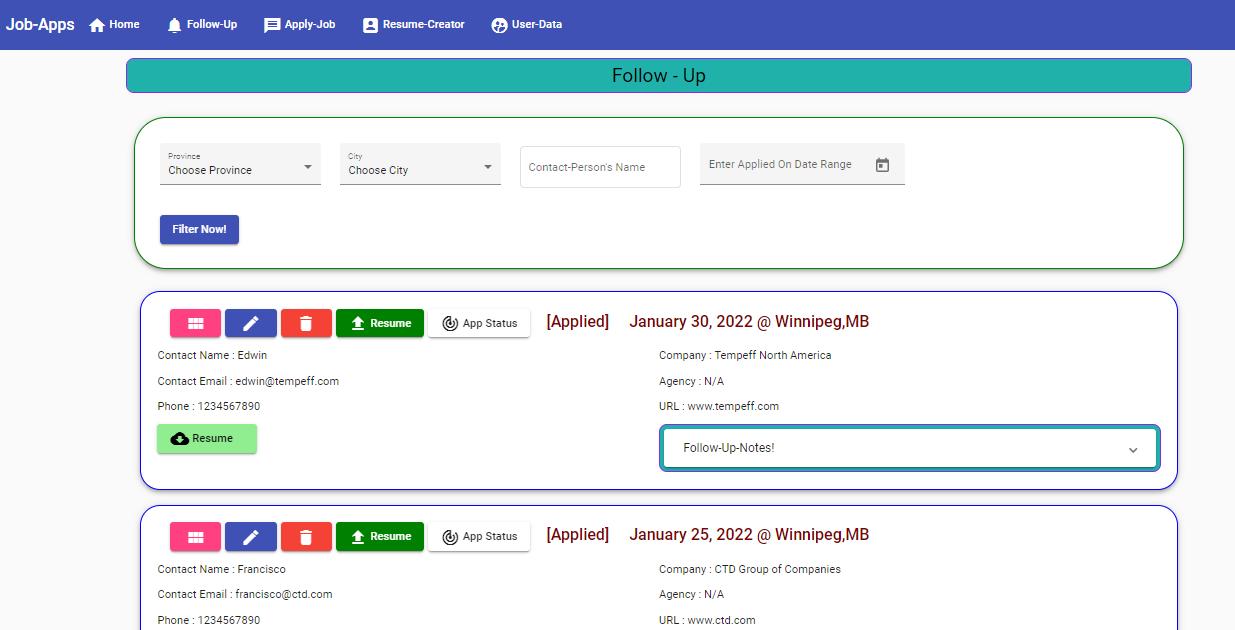 Job-Apps Home Follow-Up Apply-Job Resume-Creator User-Data
Follow - Up
Province
Choose Province
City
Choose City
Contact-Person's Name
Enter Applied On Date Range
Filter Now!
Resume App Status [Applied] January 30, 2022 @ Winnipeg,MB
Contact Name : Edwin
Company : Tempeff North America
Contact Email : edwin@tempeff.com
Agency : N/A
Phone : 1234567890
URL : www.tempeff.com
Resume
Follow-Up-Notes!
Resume App Status [Applied] January 25, 2022 @ Winnipeg,MB
Contact Name : Francisco
Company : CTD Group of Companies
Contact Email : francisco@ctd.com
Agency : N/A
Phone : 1234567890
URL : www.ctd.com